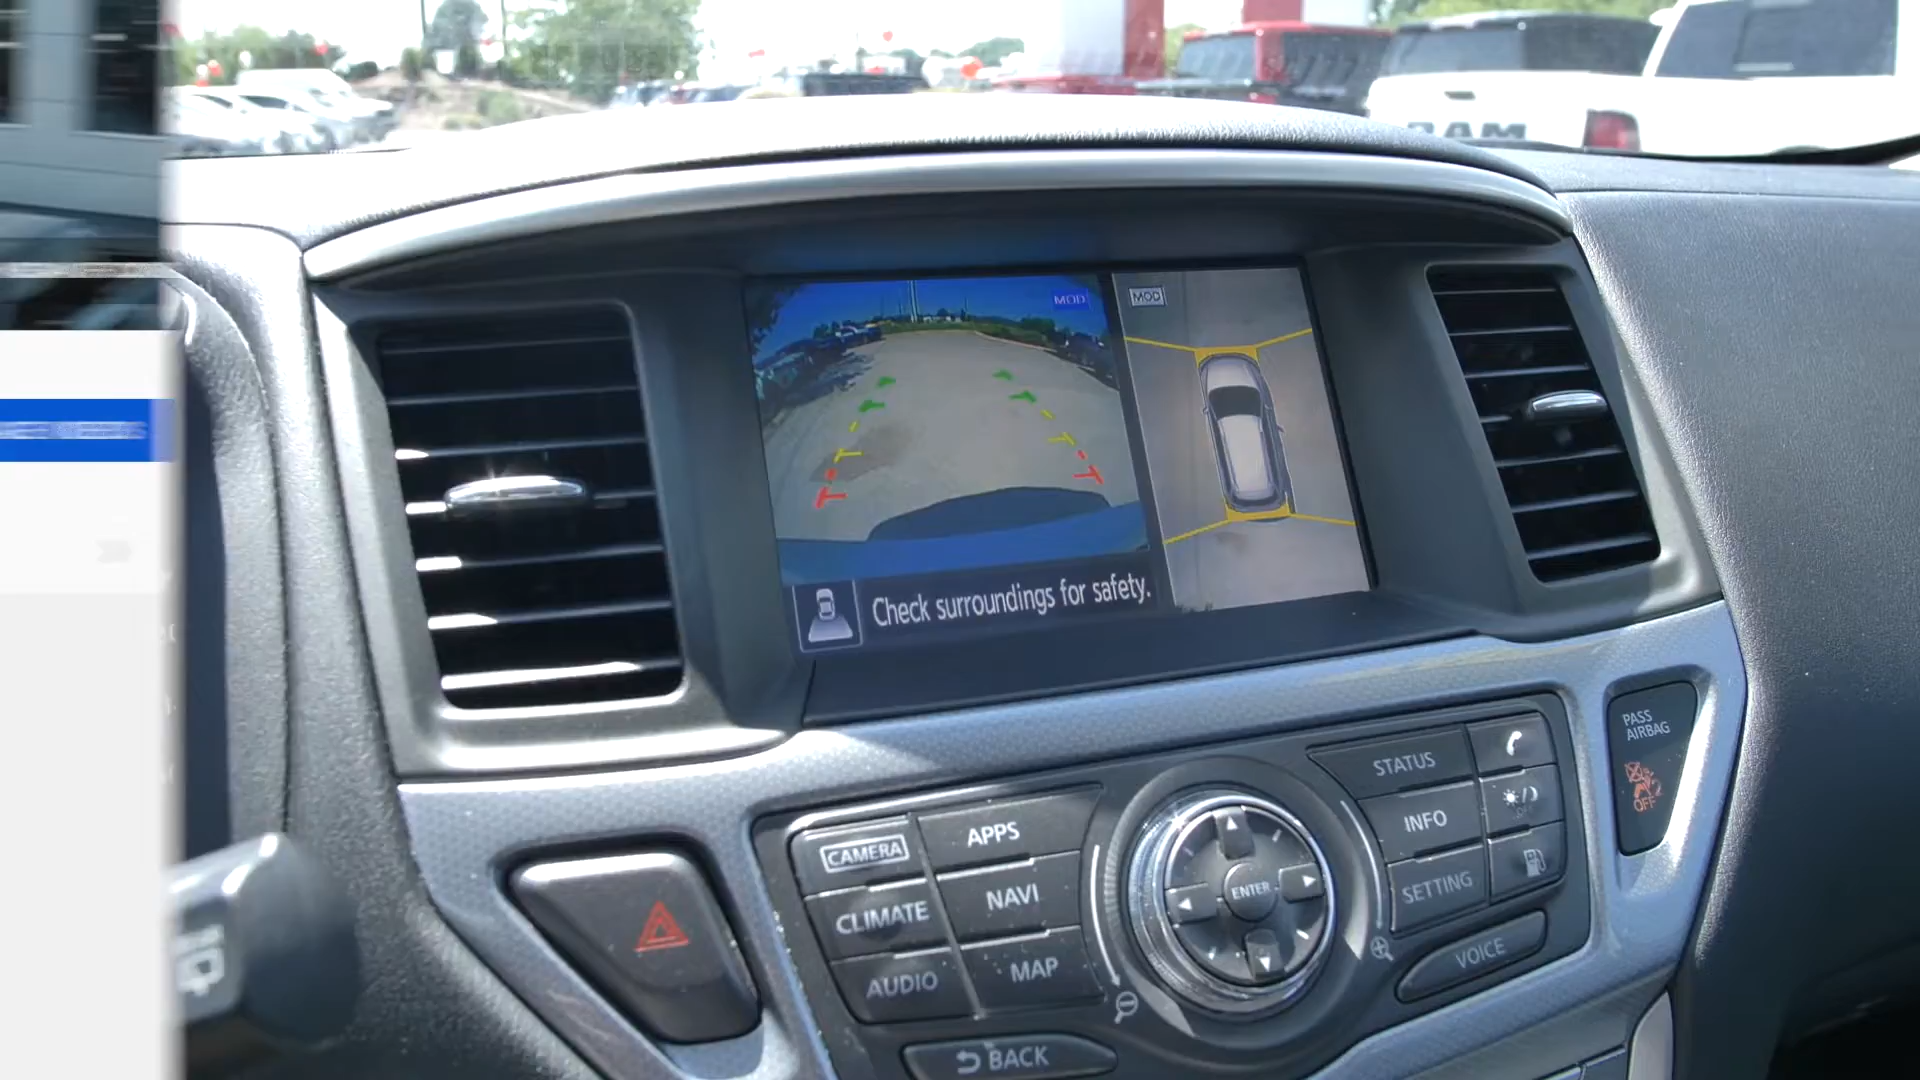 RAM
MOD
MOD
Check surroundings for safety.
PASS
AIRBAG
OFF
STATUS
INFO
SETTING
VOICE
CAMERA
APPS
CLIMATE
NAVI
AUDIO
MAP
ENTER
BACK